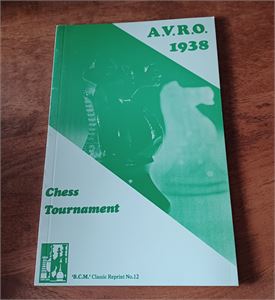 A.V.R.O.
1938
Chess
Tournament
'B.C.M.' Classic Reprint No.12